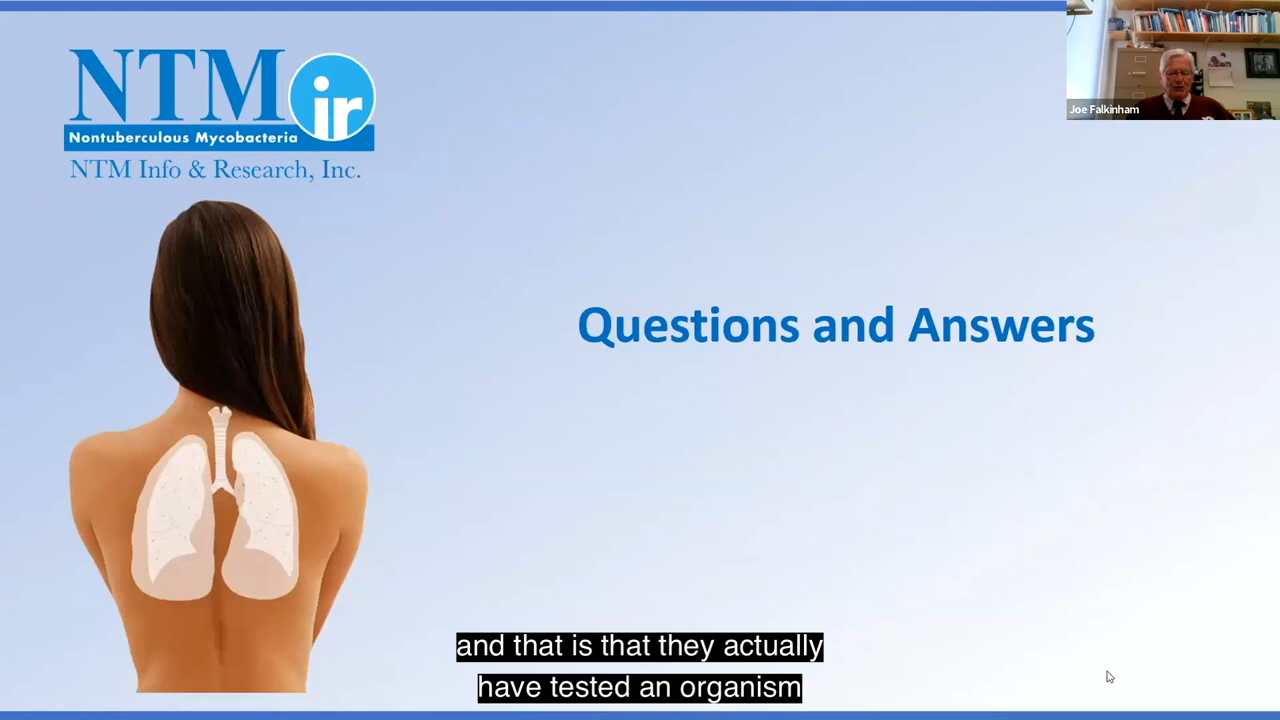 NTM
ir
Nontuberculous Mycobacteria
NTM Info & Research, Inc.
Joe Falkinham
Questions and Answers
and that is that they actually
have tested an organism